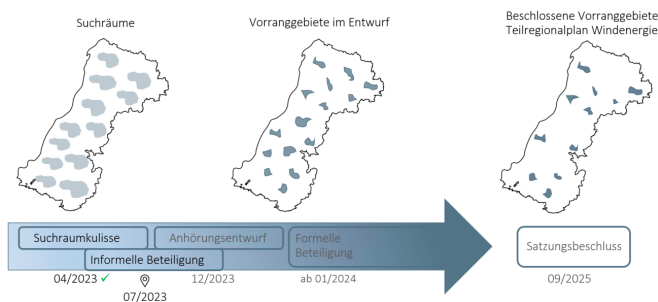 Suchräume
Vorranggebiete im Entwurf
Beschlossene Vorranggebiete
Teilregionalplan Windenergie
Suchraumkulisse
Anhörungsentwurf
Formelle
Beteiligung
Informelle Beteiligung
Satzungsbeschluss
04/2023 ✓
12/2023
ab 01/2024
09/2025
07/2023